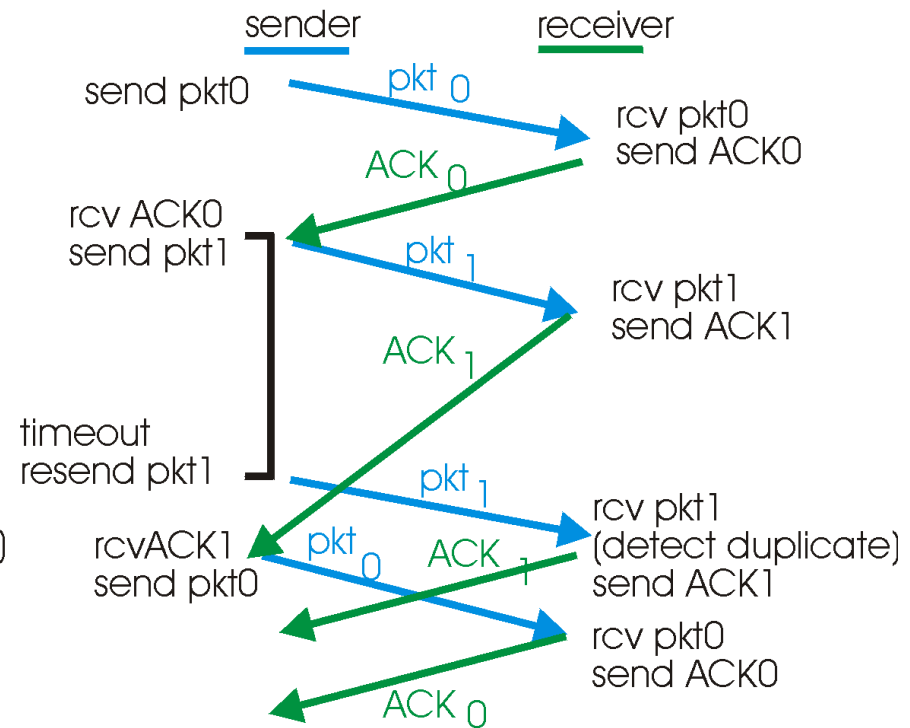 sender
receiver
send pkt0
pkt 0
rcv pkt0
send ACK0
ACK 0
rcv ACK0
send pkt1
pkt 1
rcv pkt1
send ACK1
ACK 1
timeout
resend pkt1
pkt 1
rcv pkt1
(detect duplicate)
send ACK1
)
rcvACK1
send pkt0
pkt 0
ACK 1
rcv pkt0
send ACK0
ACK 0